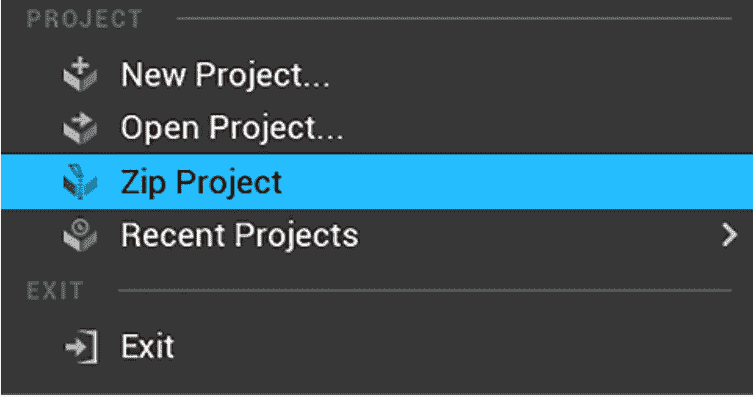 PROJECT
New Project...
Open Project...
Zip Project
Recent Projects
EXIT
Exit